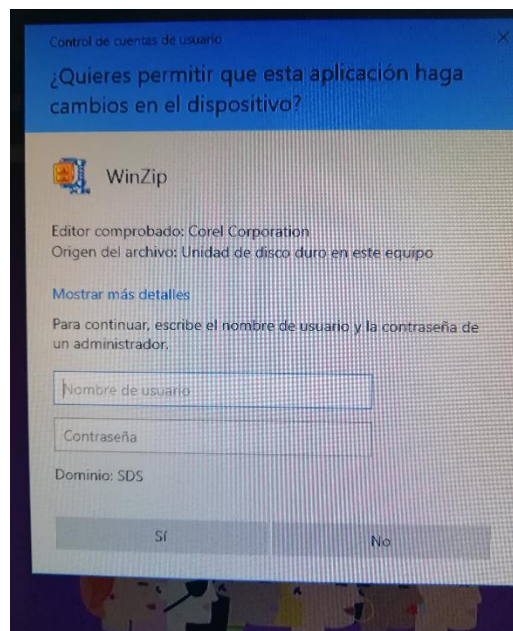 Control de cuentas de usuario
¿Quieres permitir que esta aplicación haga
cambios en el dispositivo?
WinZip
Editor comprobado: Corel Corporation
Origen del archivo: Unidad de disco duro en este equipo
Mostrar más detalles
Para continuar, escribe el nombre de usuario y la contraseña de
un administrador.
Nombre de usuario
Contraseña
Dominio: SDS
Sí
No